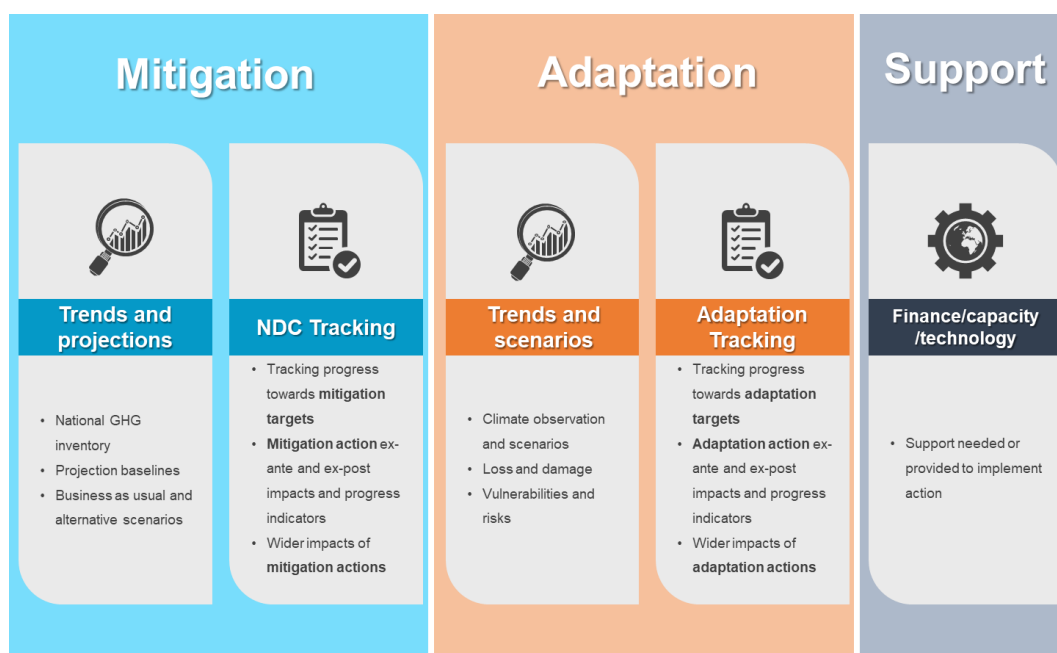 Mitigation
Trends and
projections
• National GHG
inventory
• Projection baselines
• Business as usual and
alternative scenarios
NDC Tracking
• Tracking progress
towards mitigation
targets
• Mitigation action ex-
ante and ex-post
impacts and progress
indicators
• Wider impacts of
mitigation actions
Adaptation
Trends and
scenarios
• Climate observation
and scenarios
• Loss and damage
• Vulnerabilities and
risks
Adaptation
Tracking
• Tracking progress
towards adaptation
targets
• Adaptation action ex-
ante and ex-post
impacts and progress
indicators
• Wider impacts of
adaptation actions
Support
Finance/capacity
/technology
• Support needed or
provided to implement
action